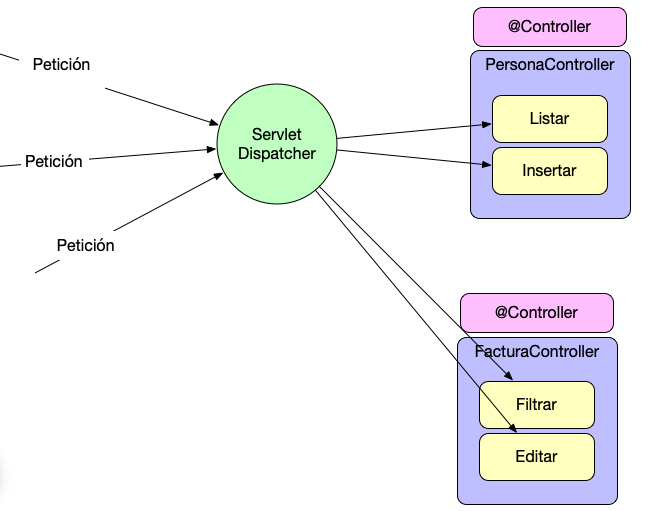 Petición
Petición
Petición
Servlet
Dispatcher
@Controller
PersonaController
Listar
Insertar
@Controller
FacturaController
Filtrar
Editar